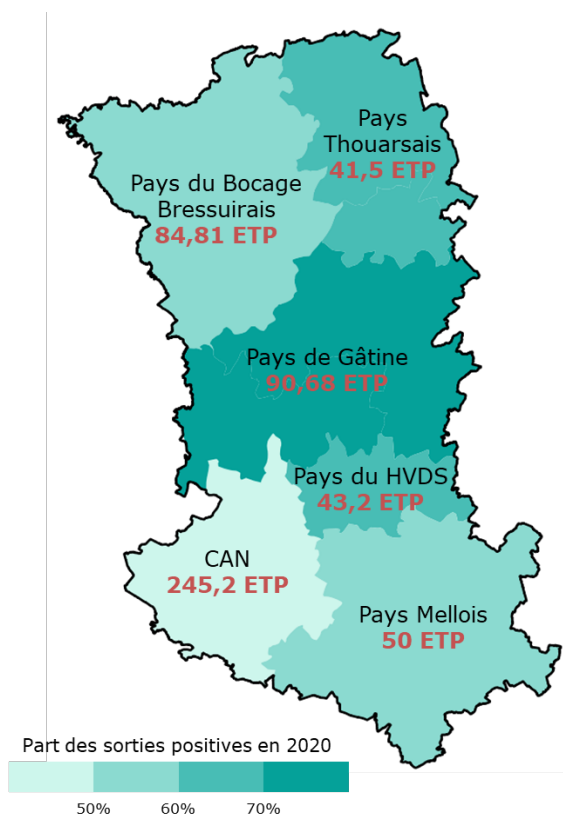 Pays
Thouarsais
41,5 ETP
Pays du Bocage
Bressuirais
84,81 ETP
Pays de Gâtine
90,68 ETP
Pays du HVDS
43,2 ETP
CAN
245,2 ETP
Pays Mellois
50 ETP
Part des sorties positives en 2020
50% 60% 70%